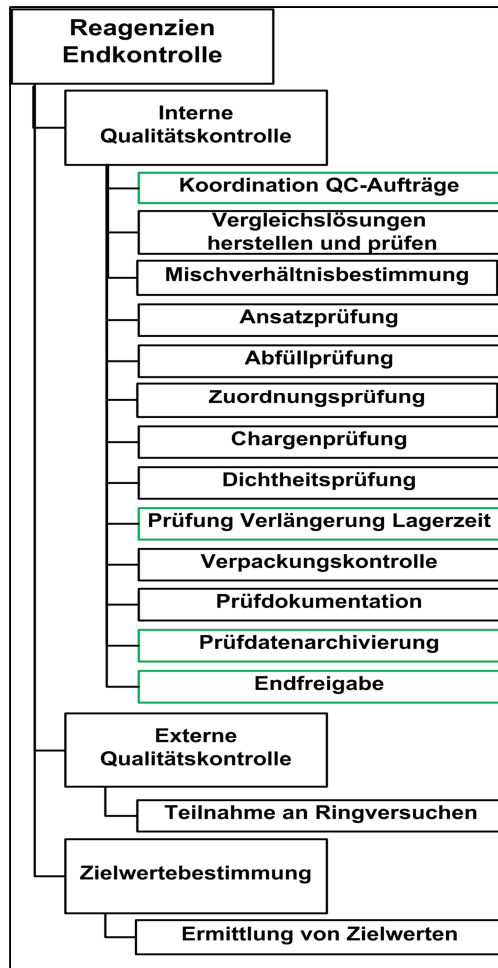 Reagenzien
Endkontrolle
Interne
Qualitätskontrolle
Koordination QC-Aufträge
Vergleichslösungen
herstellen und prüfen
Mischverhältnisbestimmung
Ansatzprüfung
Abfüllprüfung
Zuordnungsprüfung
Chargenprüfung
Dichtheitsprüfung
Prüfung Verlängerung Lagerzeit
Verpackungskontrolle
Prüfdokumentation
Prüfdatenarchivierung
Endfreigabe
Externe
Qualitätskontrolle
Teilnahme an Ringversuchen
Zielwertebestimmung
Ermittlung von Zielwerten